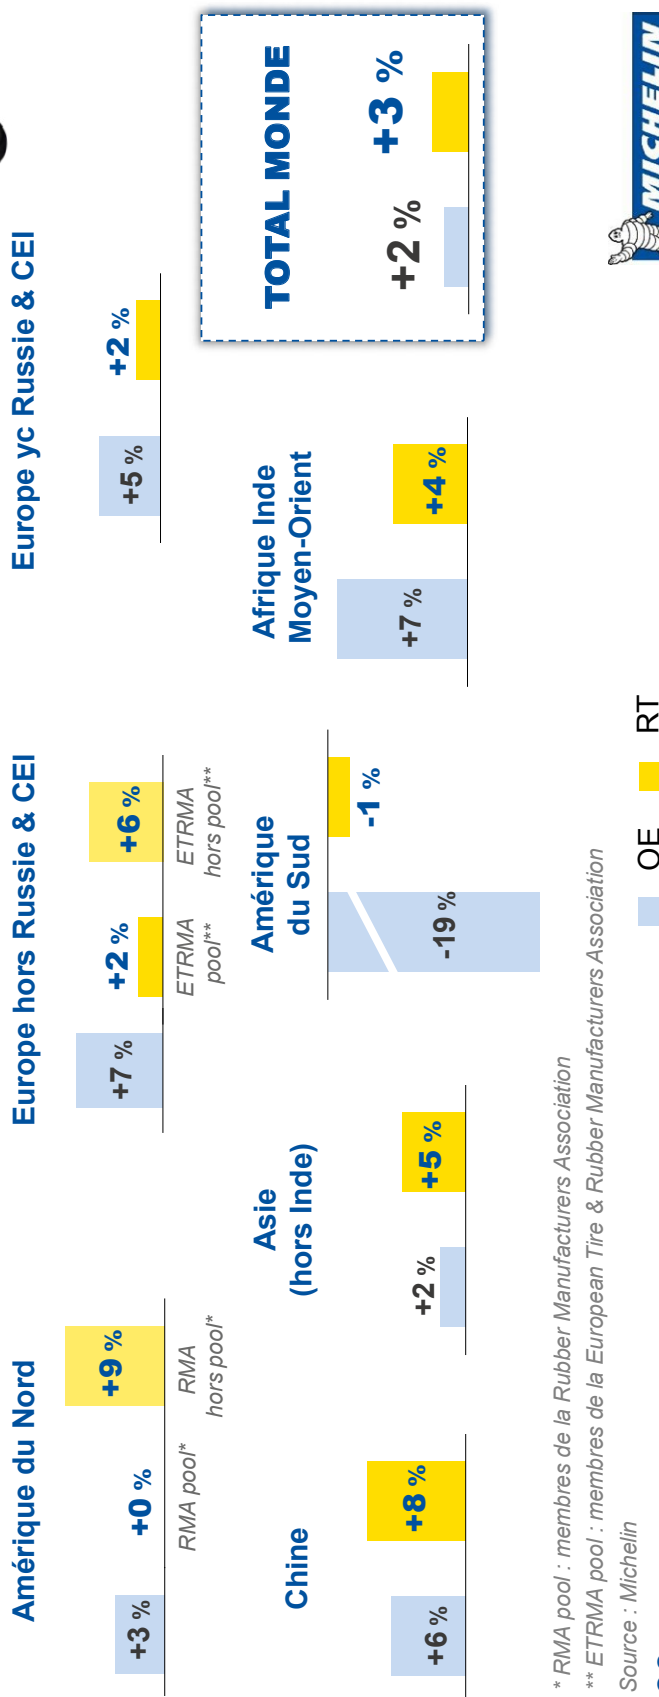 Amérique du Nord
+3 %
+0 %
+9 %
RMA pool*
RMA
hors pool*
Europe hors Russie & CEI
+7 %
+2 %
+6 %
ETRMA
pool**
ETRMA
hors pool**
Europe yc Russie & CEI
+5 %
+2 %
Chine
+6 %
+8 %
Asie
(hors Inde)
+2 %
+5 %
Amérique
du Sud
-19 %
-1 %
Afrique Inde
Moyen-Orient
+7 %
+4 %
TOTAL MONDE
+2 %
+3 %
* RMA pool : membres de la Rubber Manufacturers Association
** ETRMA pool : membres de la European Tire & Rubber Manufacturers Association
Source : Michelin
OE
RT
MICHELIN